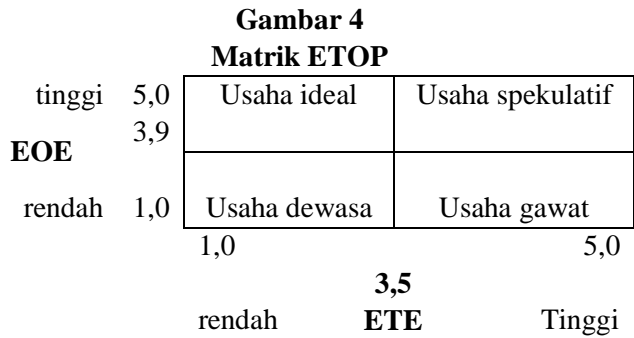 Gambar 4
Matrik ETOP
tinggi 5,0 Usaha ideal Usaha spekulatif
3,9
EOE
rendah 1,0 Usaha dewasa Usaha gawat
1,0 5,0
3,5
rendah ETE Tinggi